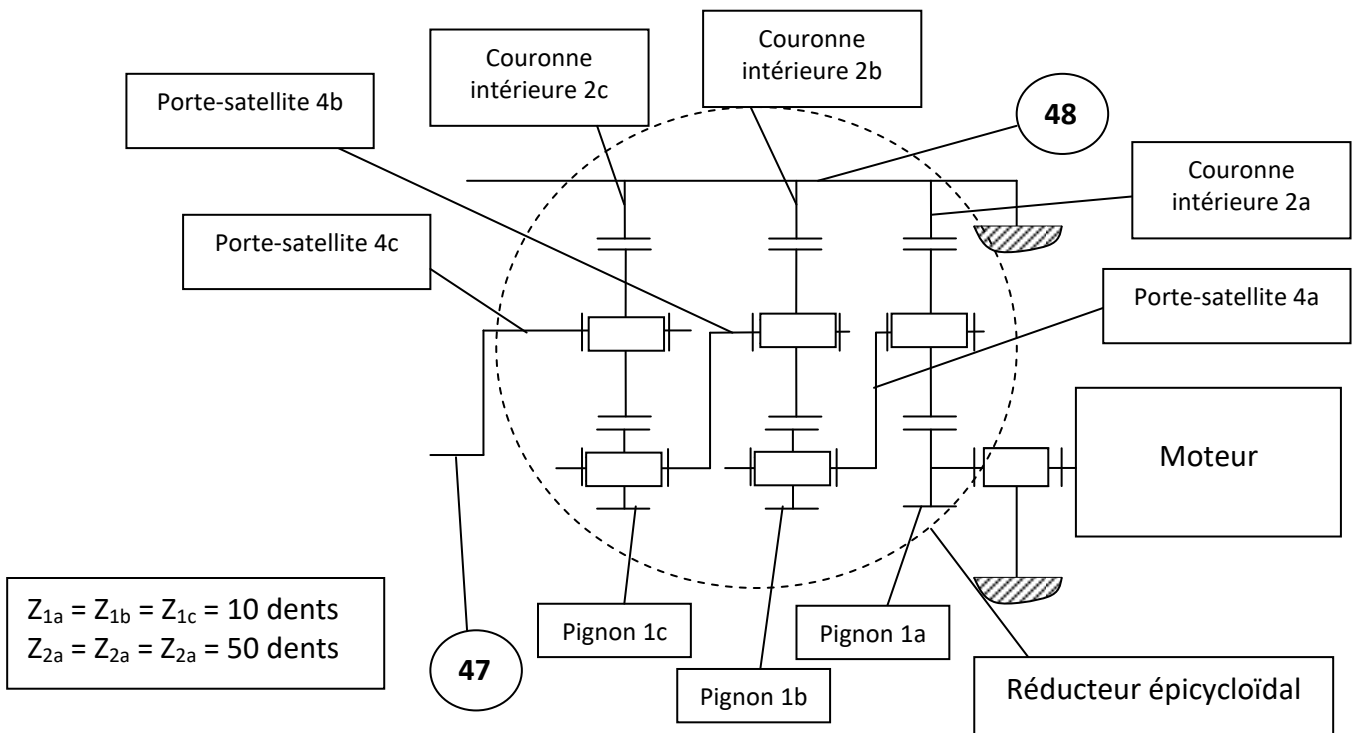 Couronne
intérieure 2b
Couronne
intérieure 2c
Porte-satellite 4b
48
Couronne
intérieure 2a
Porte-satellite 4c
Porte-satellite 4a
Moteur
Z1a = Z1b = Z1c = 10 dents
Z2a = Z2a = Z2a = 50 dents
Pignon 1c
Pignon 1a
47
Pignon 1b
Réducteur épicycloïdal